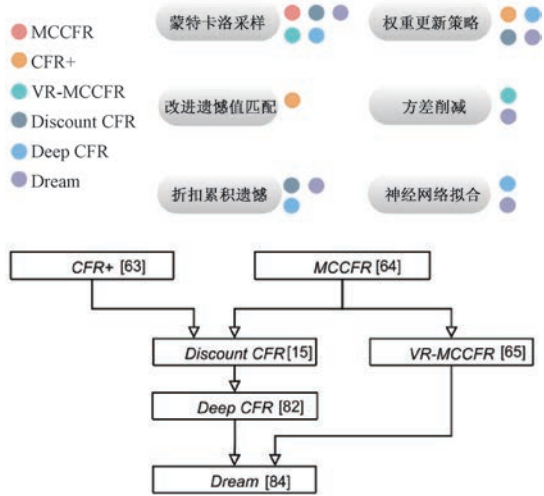 MCCFR
CFR+
VR-MCCFR
Discount CFR
Deep CFR
Dream
蒙特卡洛采样
权重更新策略
改进遗憾值匹配
方差削减
折扣累积遗憾
神经网络拟合
CFR+ [63]
MCCFR [64]
Discount CFR[15]
VR-MCCFR [65]
Deep CFR [82]
Dream [84]